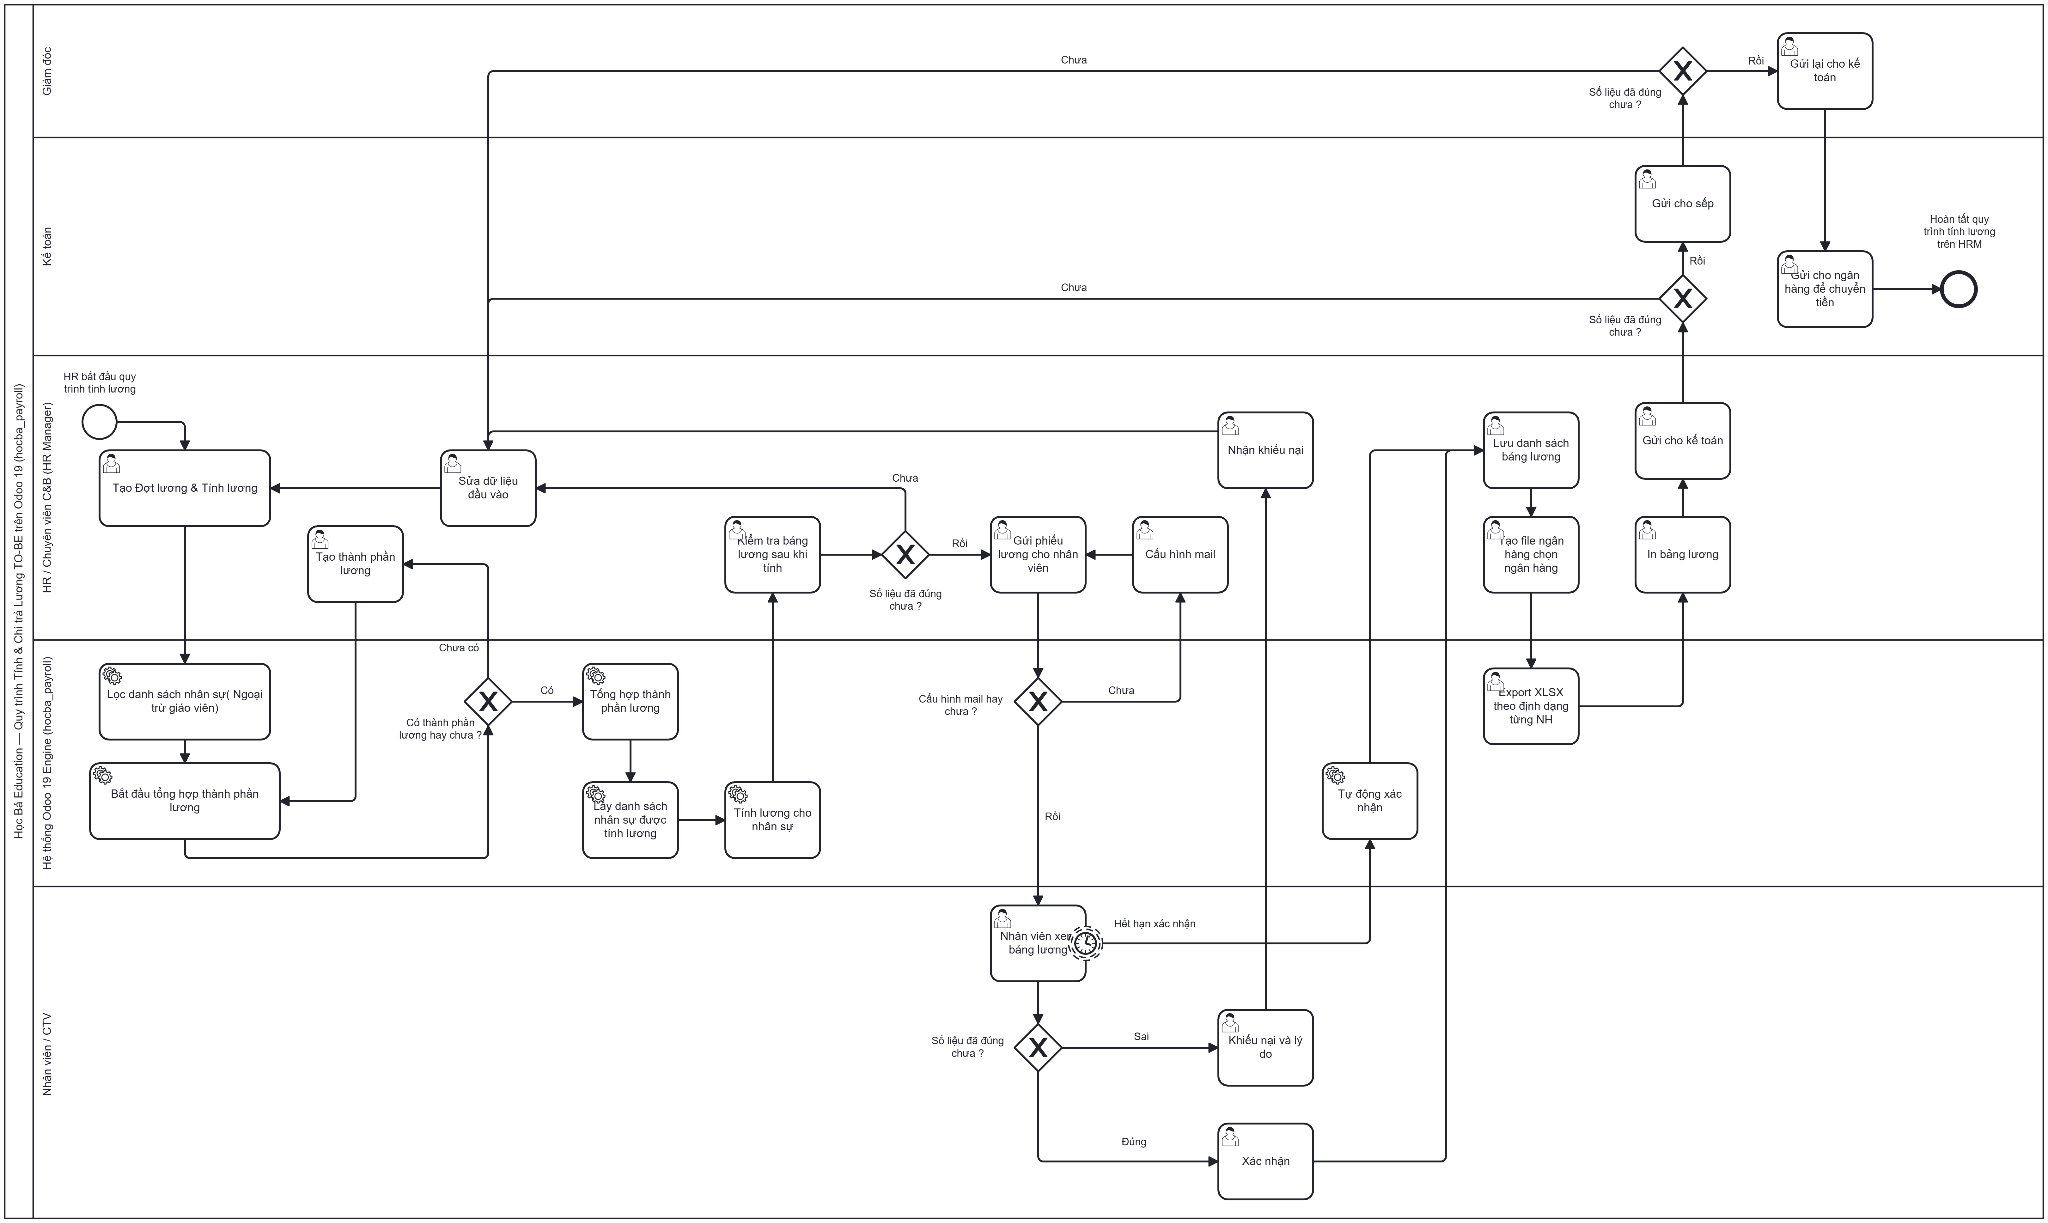 Học Bá Education — Quy trình Tính & Chi trả Lương TO-BE trên Odoo 19 (hocba_payroll)
Giám đốc
Chưa
Số liệu đã đúng
chưa ?
Rồi
Gửi lại cho kế
toán
Kế toán
Gửi cho sếp
Rồi
Chưa
Số liệu đã đúng
chưa ?
Gửi cho ngân
hàng để chuyển
tiền
Hoàn tất quy
trình tính lương
trên HRM
HR / Chuyên viên C&B (HR Manager)
HR bắt đầu quy
trình tính lương
Tạo Đợt lương & Tính lương
Sửa dữ liệu
đầu vào
Tạo thành phần
lương
Kiểm tra bảng
lương sau khi
tính
Chưa
Số liệu đã đúng
chưa ?
Rồi
Gửi phiếu
lương cho nhân
viên
Cấu hình mail
Nhận khiếu nại
Lưu danh sách
bảng lương
Tạo file ngân
hàng chọn
ngân hàng
Gửi cho kế toán
In bảng lương
Hệ thống Odoo 19 Engine (hocba_payroll)
Lọc danh sách nhân sự( Ngoại
trừ giáo viên)
Bắt đầu tổng hợp thành phần
lương
Chưa có
Có thành phần
lương hay chưa ?
Có
Tổng hợp thành
phần lương
Lấy danh sách
nhân sự được
tính lương
Tính lương cho
nhân sự
Cấu hình mail hay
chưa ?
Chưa
Rồi
Tự động xác
nhận
Export XLSX
theo định dạng
từng NH
Nhân viên / CTV
Nhân viên xem
bảng lương
Hết hạn xác nhận
Số liệu đã đúng
chưa ?
Sai
Khiếu nại và lý
do
Đúng
Xác nhận